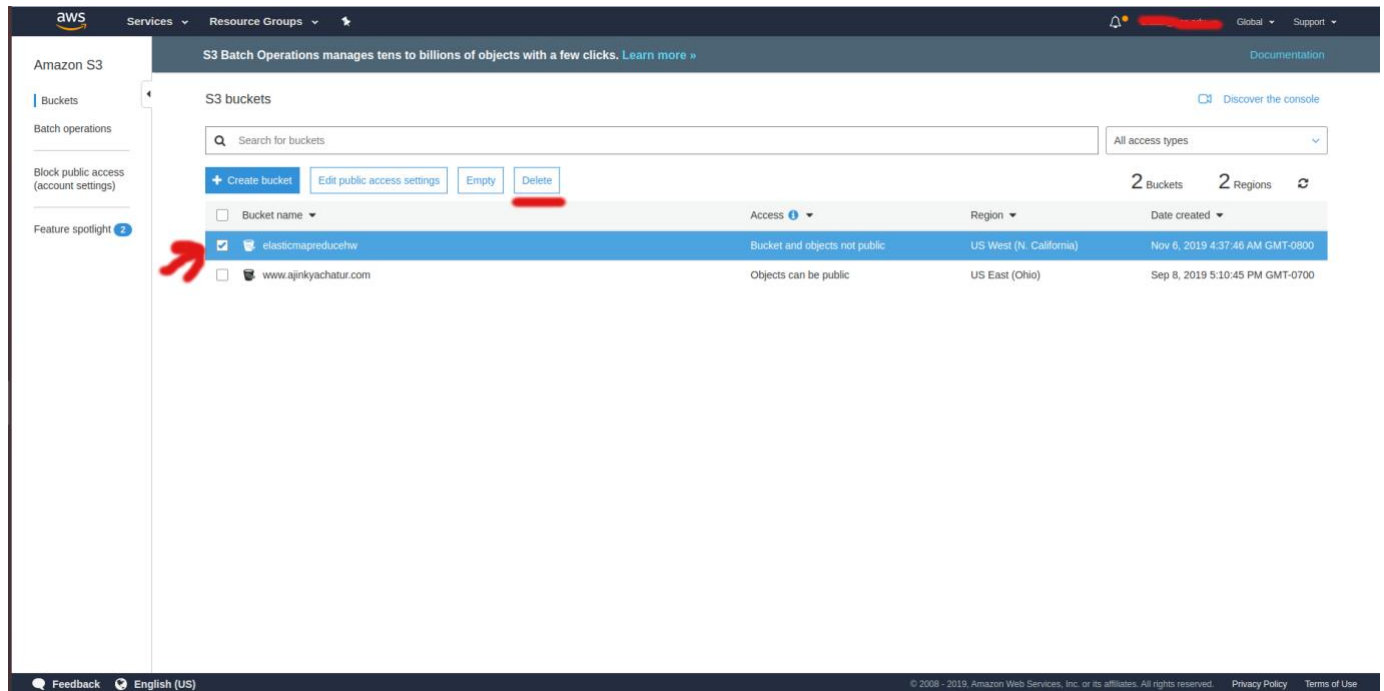 aws Services Resource Groups Global Support
Amazon S3
S3 Batch Operations manages tens to billions of objects with a few clicks. Learn more »
Documentation
Buckets
Batch operations
Block public access
(account settings)
Feature spotlight 2
S3 buckets
Discover the console
Search for buckets
All access types
+ Create bucket Edit public access settings Empty Delete
2 Buckets 2 Regions
Bucket name Access Region Date created
elasticmapreducehw Bucket and objects not public US West (N. California) Nov 6, 2019 4:37:46 AM GMT-0800
www.ajinkyachatur.com Objects can be public US East (Ohio) Sep 8, 2019 5:10:45 PM GMT-0700
Feedback English (US)
© 2008 - 2019, Amazon Web Services, Inc. or its affiliates. All rights reserved. Privacy Policy Terms of Use